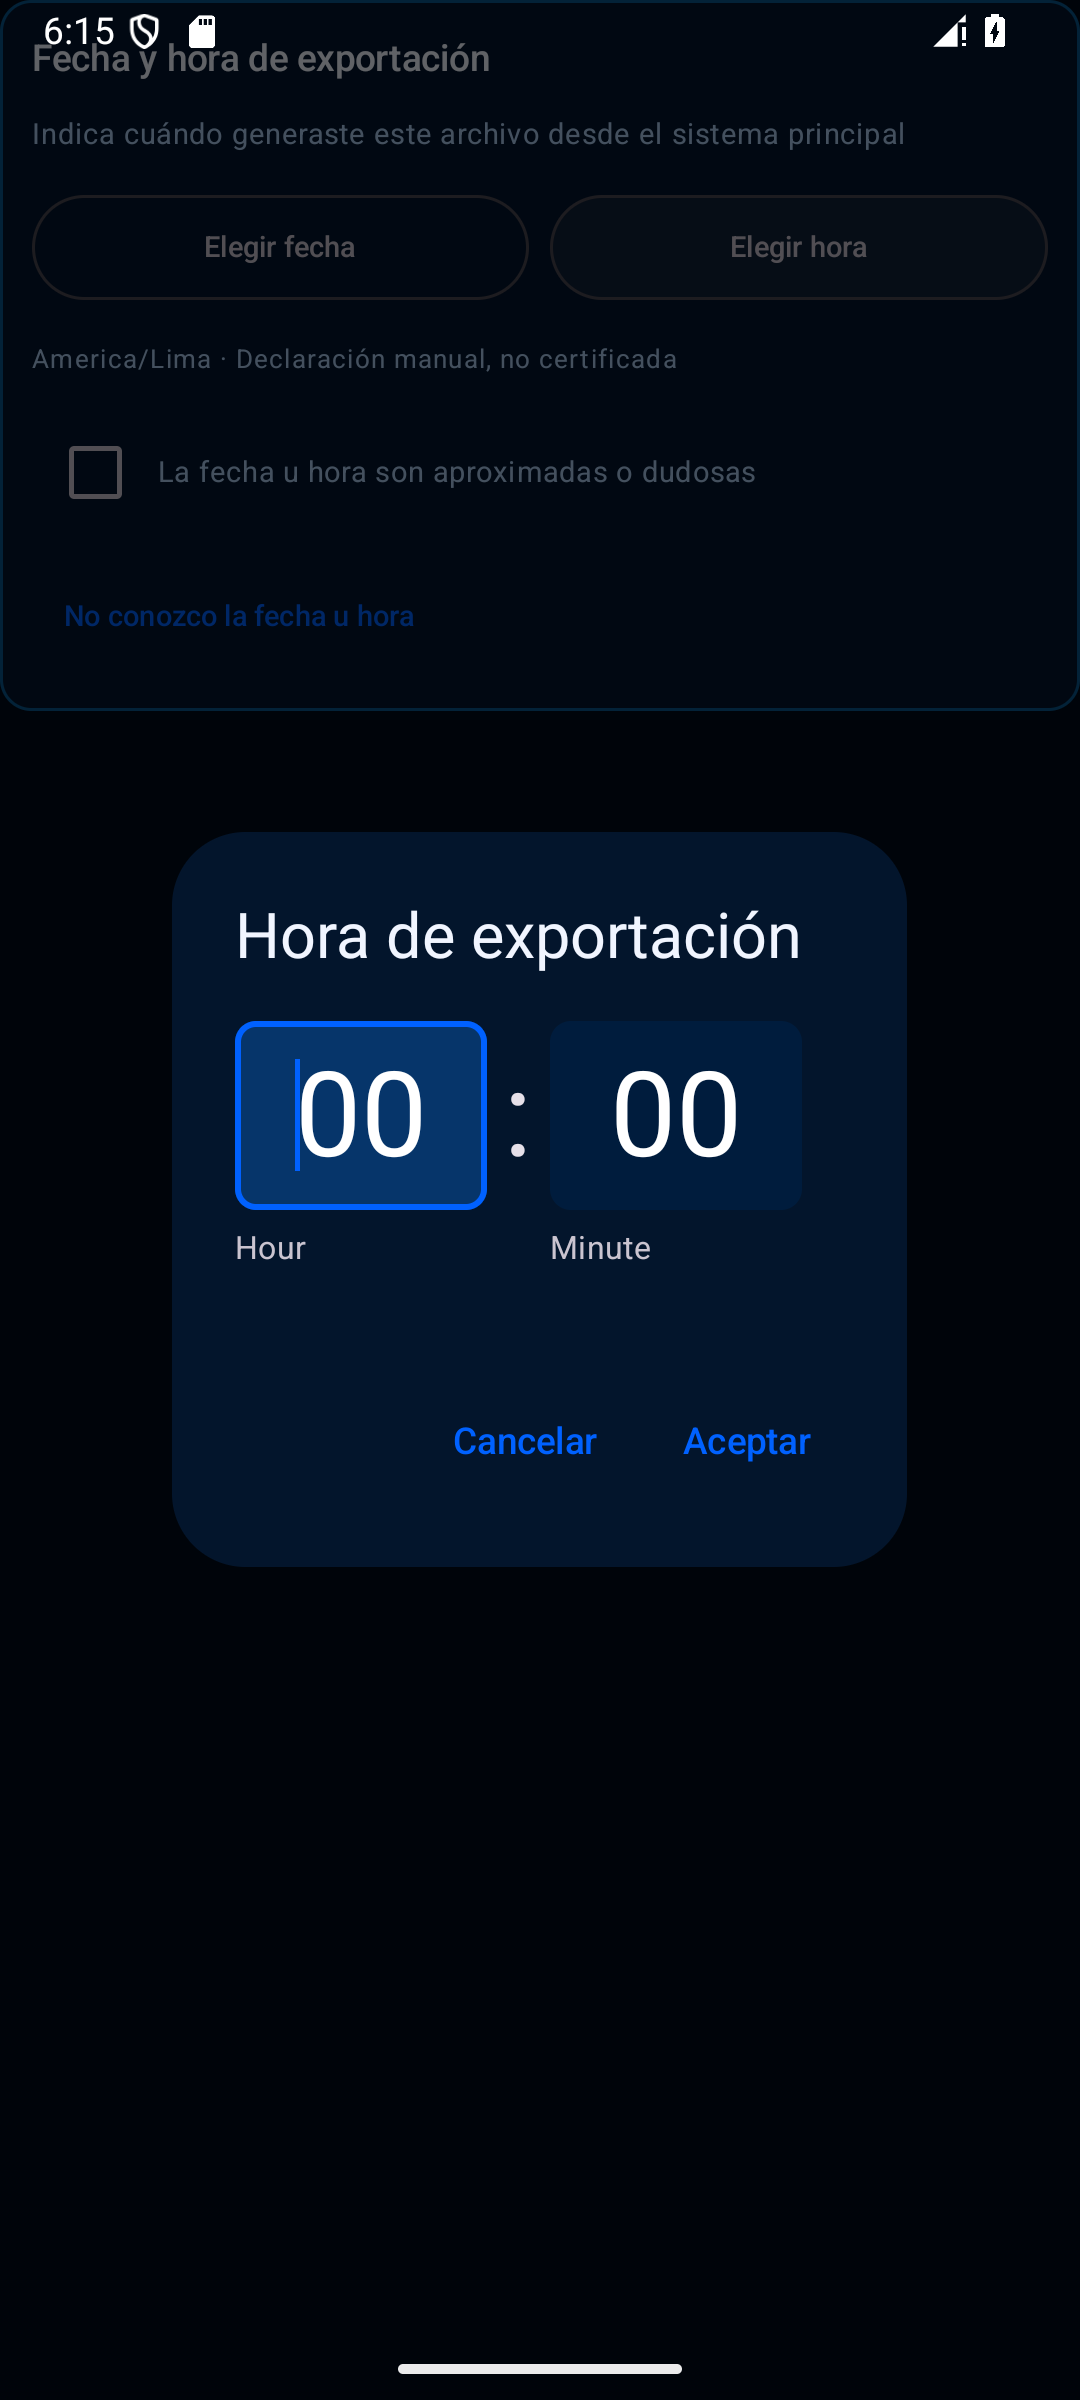 6:15
Fecha y hora de exportación
Indica cuándo generaste este archivo desde el sistema principal
Elegir fecha
Elegir hora
America/Lima · Declaración manual, no certificada
La fecha u hora son aproximadas o dudosas
No conozco la fecha u hora
Hora de exportación
00 : 00
Hour
Minute
Cancelar
Aceptar